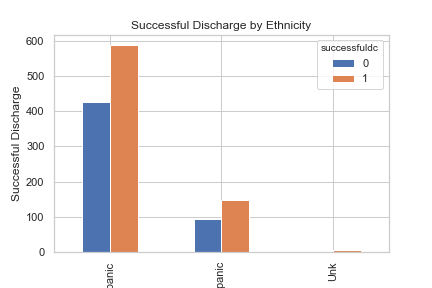 Successful Discharge by Ethnicity
successfuldc
0
1
Successful Discharge
600
500
400
300
200
100
0
panic
panic
Unk